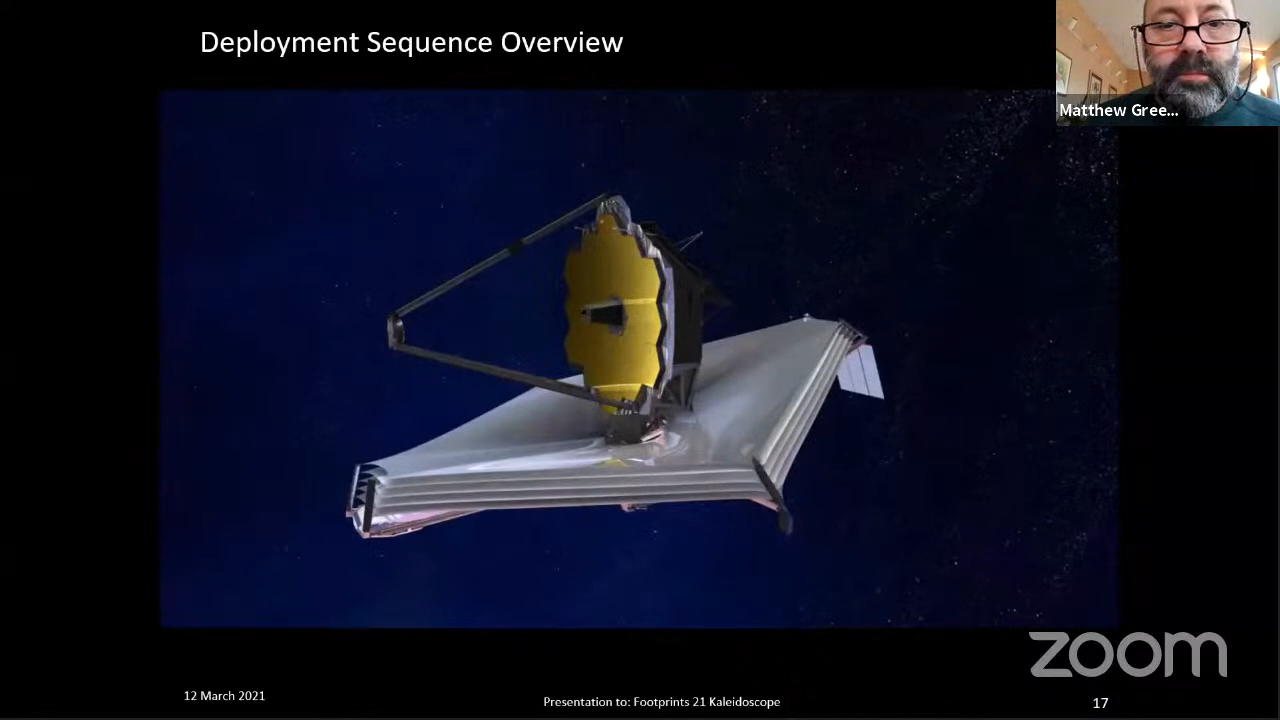 Deployment Sequence Overview
Matthew Gree...
zoom
12 March 2021
Presentation to: Footprints 21 Kaleidoscope
17